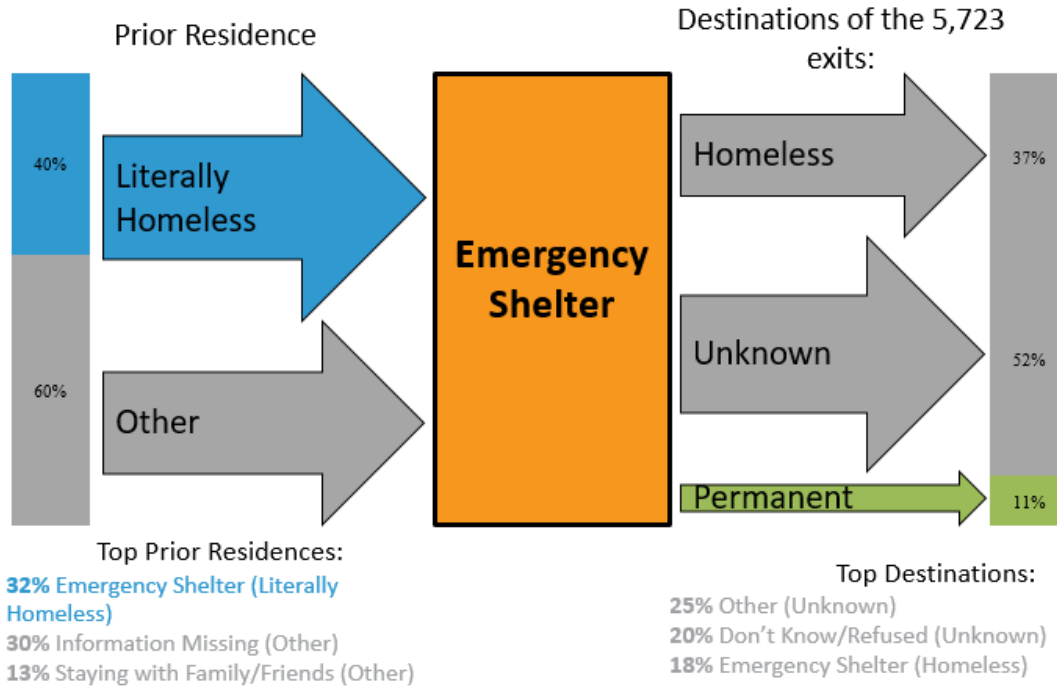 Prior Residence
Destinations of the 5,723
exits:
40%
Literally
Homeless
60%
Other
Emergency
Shelter
Homeless
37%
Unknown
52%
Permanent
11%
Top Prior Residences:
32% Emergency Shelter (Literally
Homeless)
30% Information Missing (Other)
13% Staying with Family/Friends (Other)
Top Destinations:
25% Other (Unknown)
20% Don't Know/Refused (Unknown)
18% Emergency Shelter (Homeless)